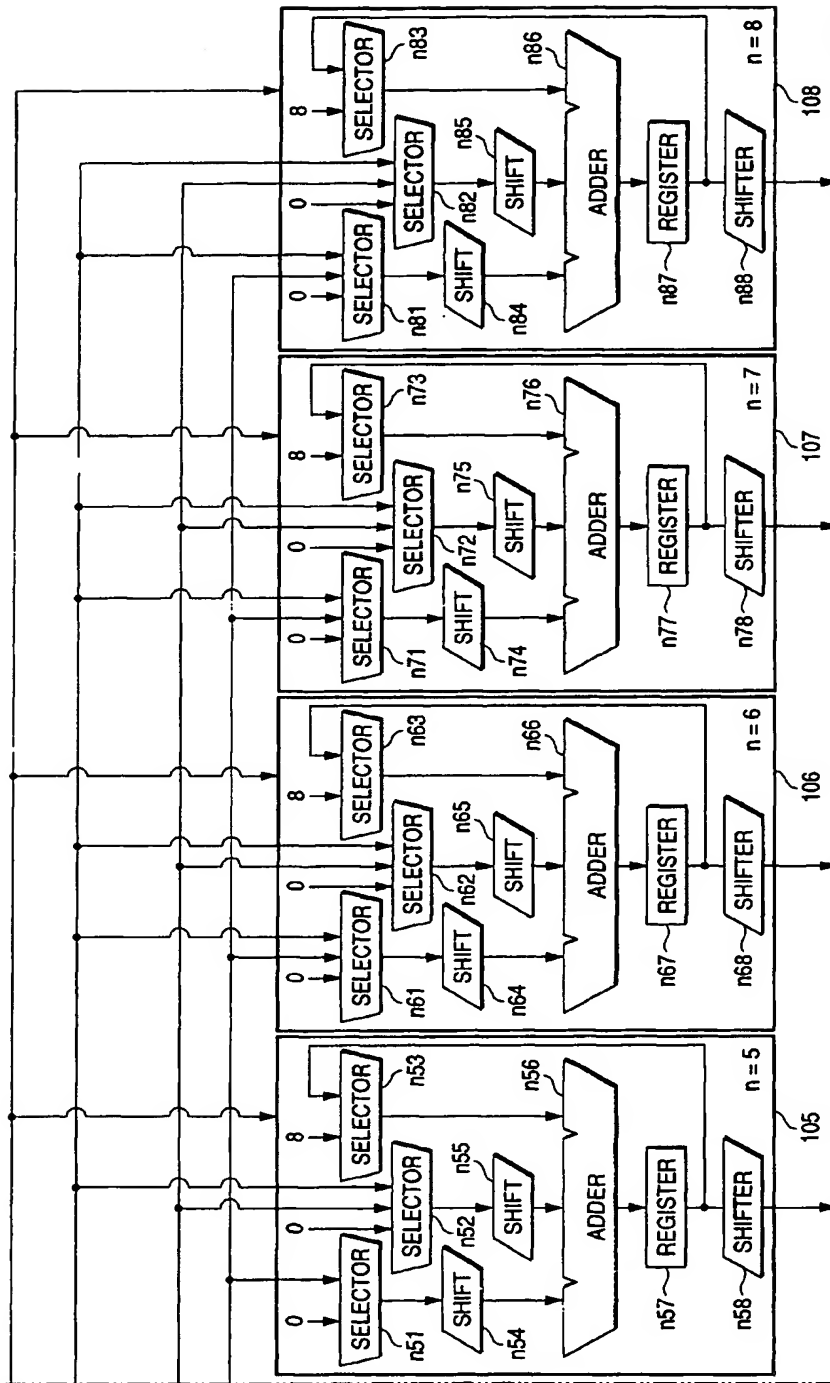 8
SELECTOR
n83
0
SELECTOR
n81
SELECTOR
n82
0
SHIFT
n85
SHIFT
n84
ADDER
n86
REGISTER
n87
SHIFTER
n88
n = 8
108
8
SELECTOR
n73
0
SELECTOR
n71
SELECTOR
n72
0
SHIFT
n75
SHIFT
n74
ADDER
n76
REGISTER
n77
SHIFTER
n78
n = 7
107
8
SELECTOR
n63
0
SELECTOR
n61
SELECTOR
n62
0
SHIFT
n65
SHIFT
n64
ADDER
n66
REGISTER
n67
SHIFTER
n68
n = 6
106
8
SELECTOR
n53
0
SELECTOR
n51
SELECTOR
n52
0
SHIFT
n55
SHIFT
n54
ADDER
n56
REGISTER
n57
SHIFTER
n58
n = 5
105